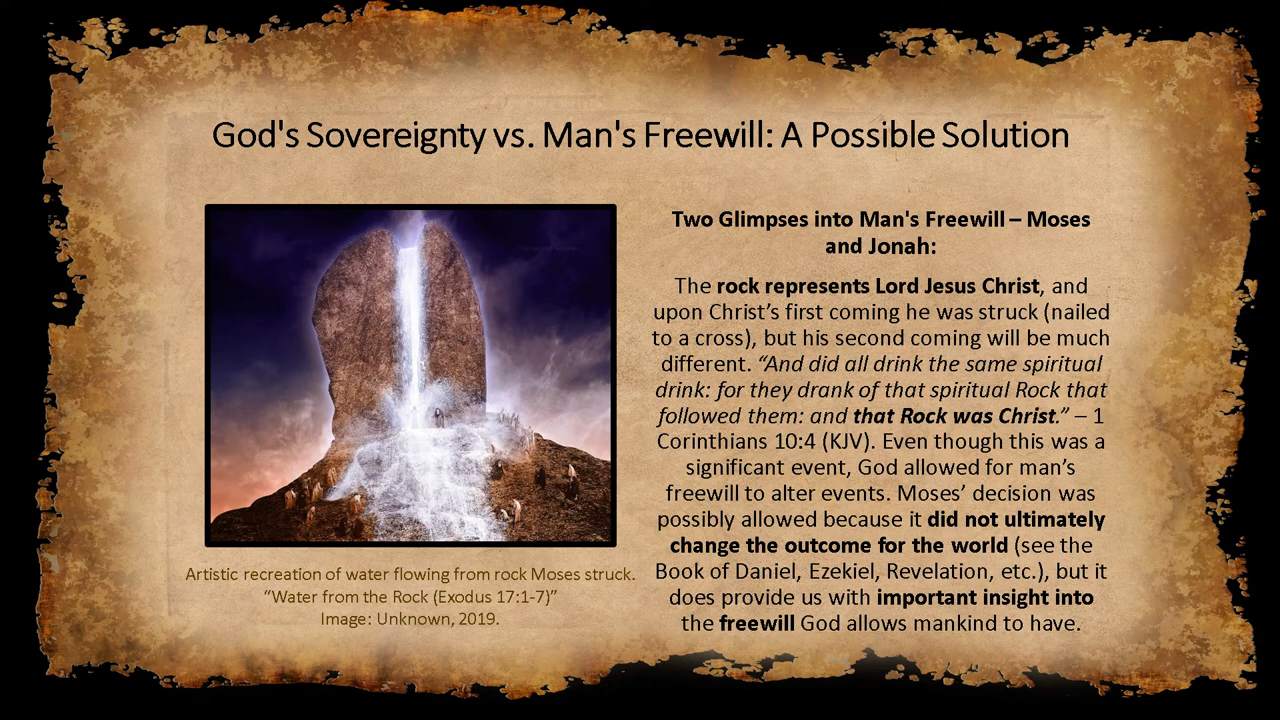 God's Sovereignty vs. Man's Freewill: A Possible Solution
Two Glimpses into Man's Freewill – Moses
and Jonah:
The rock represents Lord Jesus Christ, and
upon Christ’s first coming he was struck (nailed
to a cross), but his second coming will be much
different. “And did all drink the same spiritual
drink: for they drank of that spiritual Rock that
followed them: and that Rock was Christ.” – 1
Corinthians 10:4 (KJV). Even though this was a
significant event, God allowed for man’s
freewill to alter events. Moses’ decision was
possibly allowed because it did not ultimately
change the outcome for the world (see the
Book of Daniel, Ezekiel, Revelation, etc.), but it
does provide us with important insight into
the freewill God allows mankind to have.
Artistic recreation of water flowing from rock Moses struck.
“Water from the Rock (Exodus 17:1-7)”
Image: Unknown, 2019.